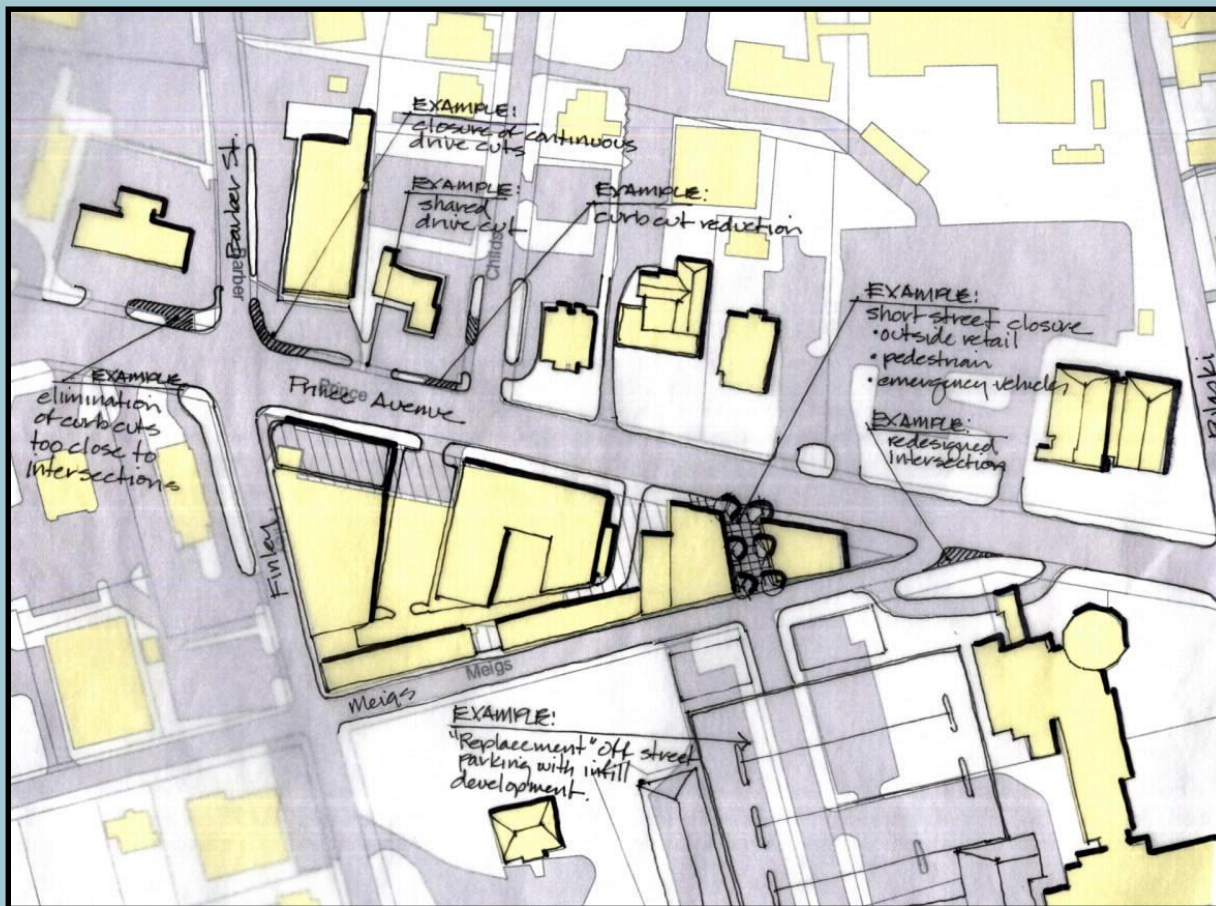 EXAMPLE:
closure of continuous
drive cuts
EXAMPLE:
shared
drive cut
EXAMPLE:
curb cut reduction
Barber St.
Barber
Childs
EXAMPLE:
short street closure
•outside retail
•pedestrain
•emergency vehicles
EXAMPLE:
redesigned
intersection
Pulaski
EXAMPLE
elimination
of curb cuts
too close to
intersections
Prince Avenue
Prince
Finley
Meigs
Meigs
EXAMPLE:
"Replacement" off street
parking with infill
development.